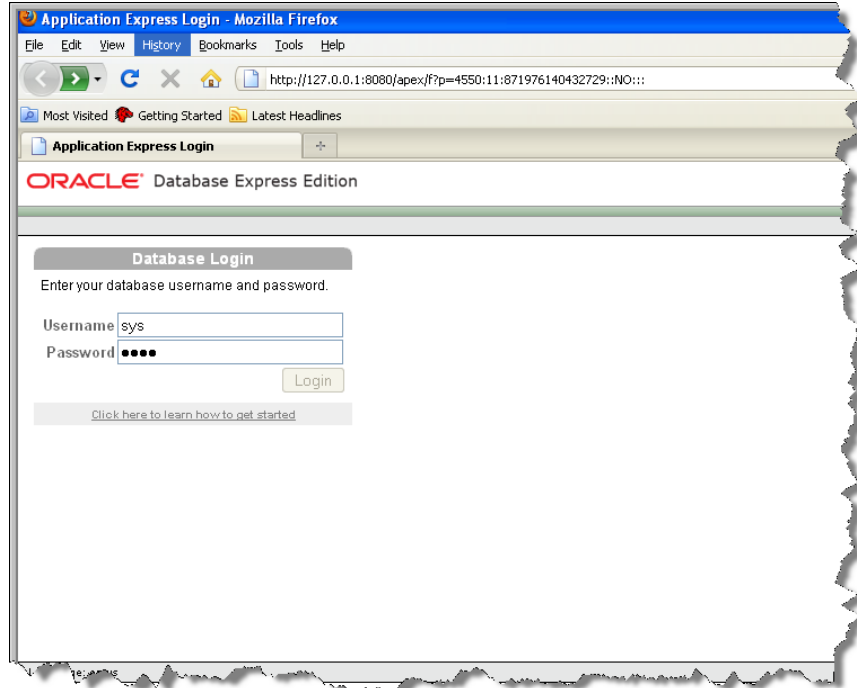 Application Express Login - Mozilla Firefox
File Edit View History Bookmarks Tools Help
http://127.0.0.1:8080/apex/f?p=4550:11:871976140432729::NO:::
Most Visited Getting Started Latest Headlines
Application Express Login
ORACLE Database Express Edition
Database Login
Enter your database username and password.
Username sys
Password ●●●●
Login
Click here to learn how to get started